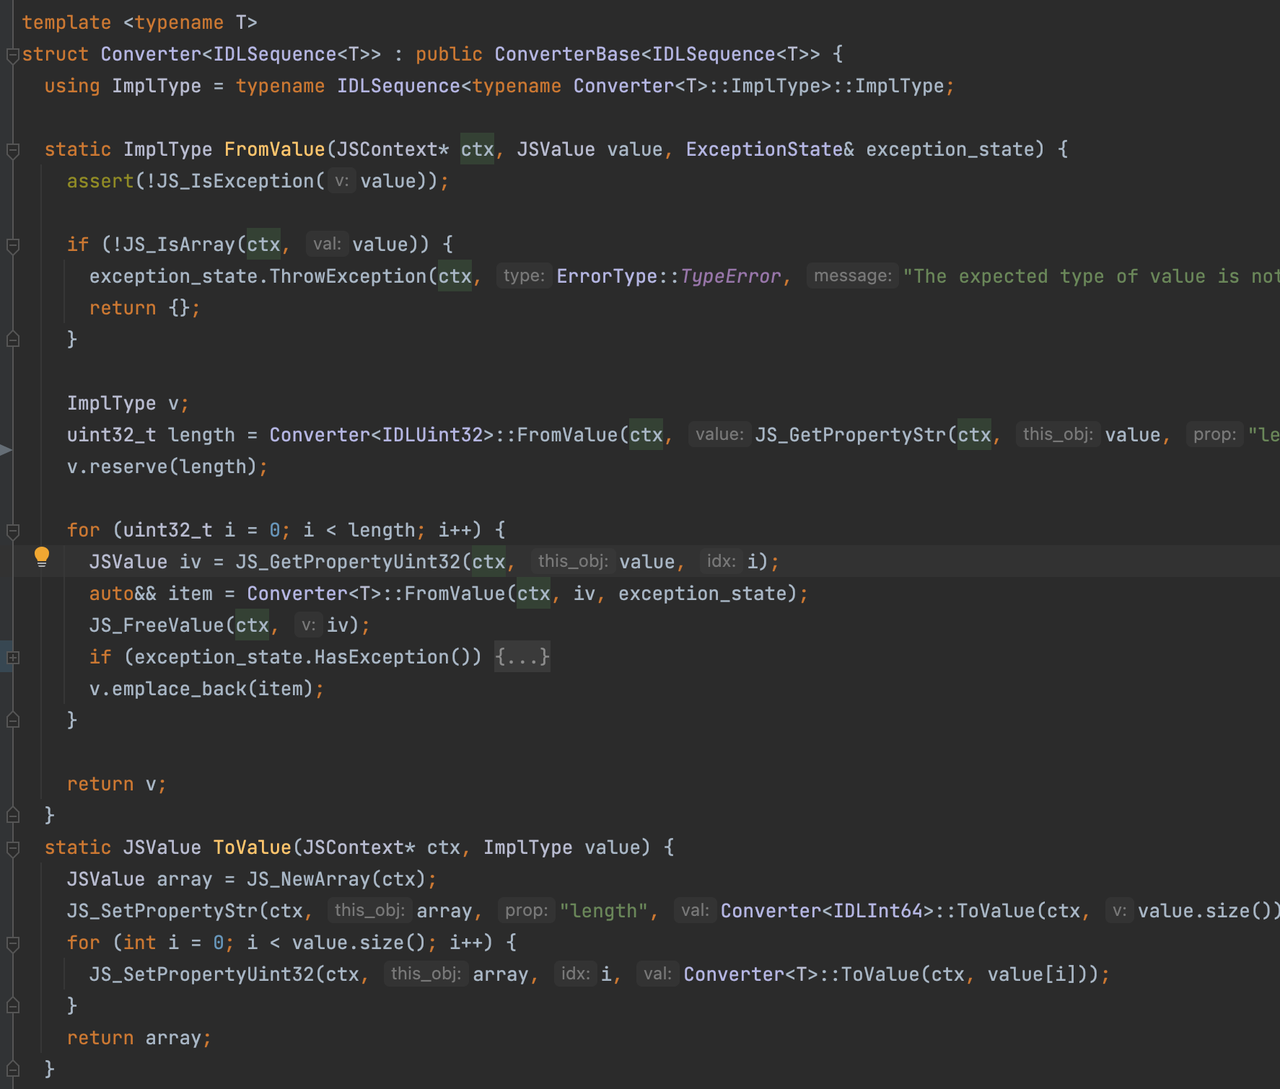 template <typename T>
struct Converter<IDLSequence<T>> : public ConverterBase<IDLSequence<T>> {
using ImplType = typename IDLSequence<typename Converter<T>::ImplType>::ImplType;
static ImplType FromValue(JSContext* ctx, JSValue value, ExceptionState& exception_state) {
assert(!JS_IsException( v: value));
if (!JS_IsArray(ctx, val: value)) {
exception_state.ThrowException(ctx, type: ErrorType::TypeError, message: "The expected type of value is not
return {};
}
ImplType v;
uint32_t length = Converter<IDLUint32>::FromValue(ctx, value: JS_GetPropertyStr(ctx, this_obj: value, prop: "le
v.reserve(length);
for (uint32_t i = 0; i < length; i++) {
JSValue iv = JS_GetPropertyUint32(ctx, this_obj: value, idx: i);
auto&& item = Converter<T>::FromValue(ctx, iv, exception_state);
JS_FreeValue(ctx, v: iv);
if (exception_state.HasException()) {...}
v.emplace_back(item);
}
return v;
}
static JSValue ToValue(JSContext* ctx, ImplType value) {
JSValue array = JS_NewArray(ctx);
JS_SetPropertyStr(ctx, this_obj: array, prop: "length", val: Converter<IDLInt64>::ToValue(ctx, v: value.size())
for (int i = 0; i < value.size(); i++) {
JS_SetPropertyUint32(ctx, this_obj: array, idx: i, val: Converter<T>::ToValue(ctx, value[i]));
}
return array;
}